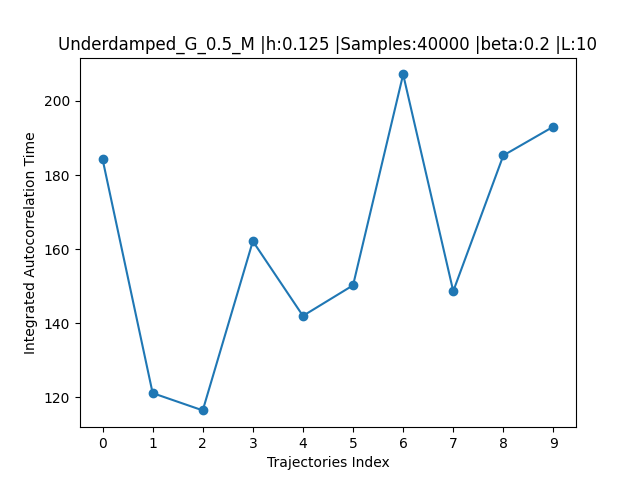 Underdamped_G_0.5_M |h:0.125 |Samples:40000 |beta:0.2 |L:10
Integrated Autocorrelation Time
200
180
160
140
120
0 1 2 3 4 5 6 7 8 9
Trajectories Index